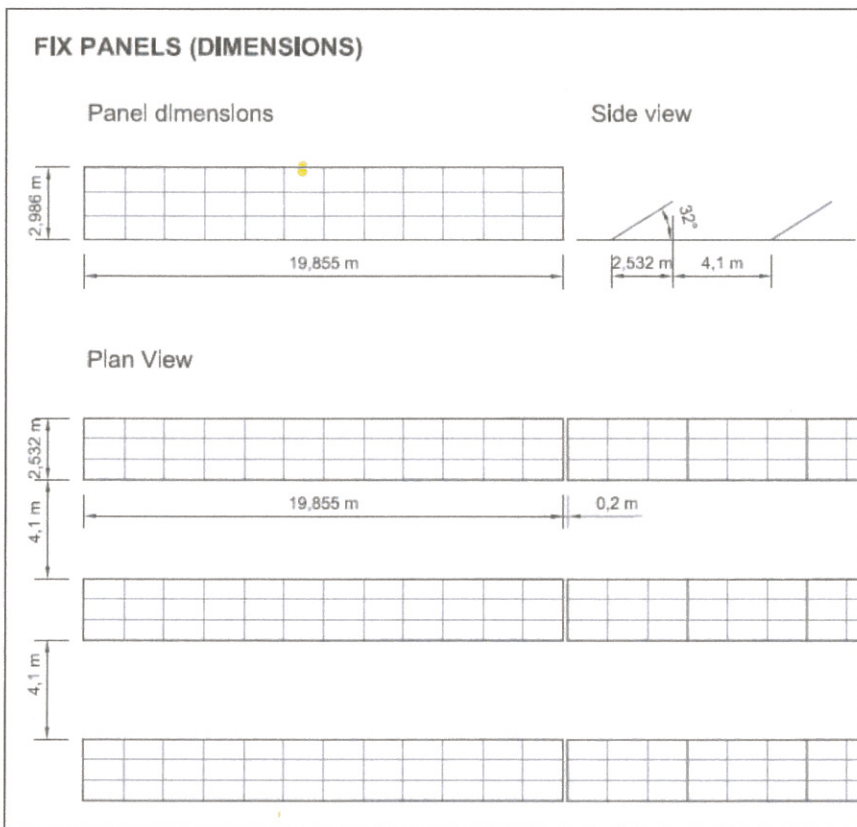 FIX PANELS (DIMENSIONS)
Panel dimensions
Side view
2,986 m
19,855 m
32°
2,532 m
4,1 m
Plan View
2,532 m
19,855 m
0,2 m
4,1 m
4,1 m